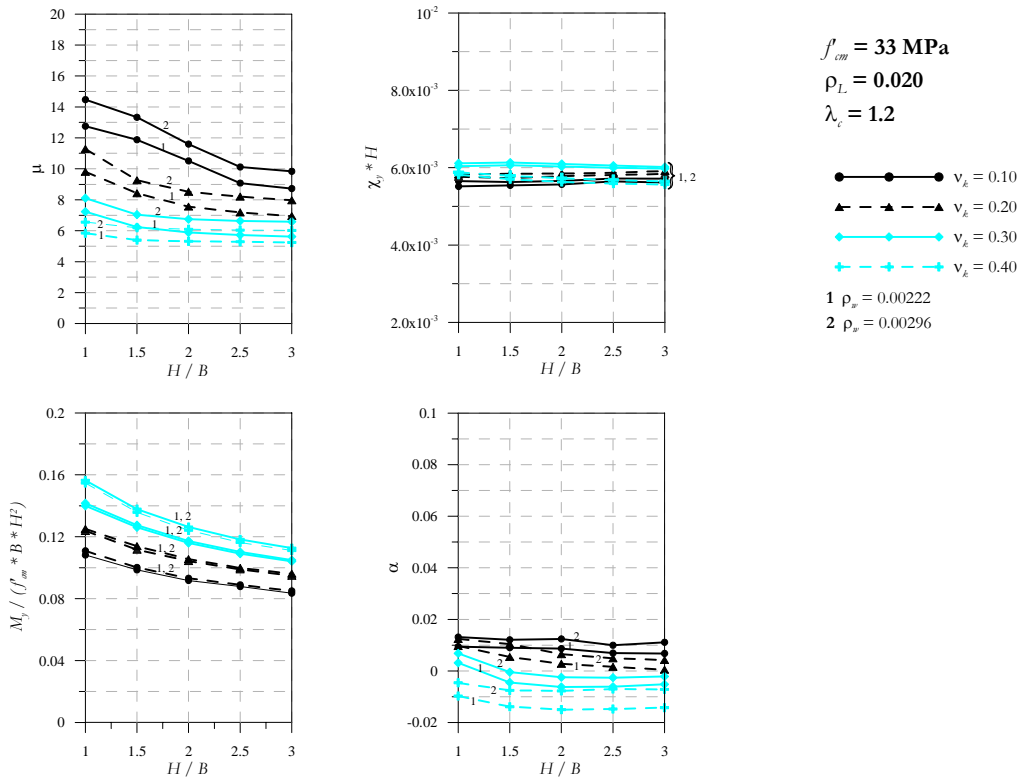 20
18
16
14
12
10
8
6
4
2
0
μ
2
1
2
1
2
1
2
1
1 1.5 2 2.5 3
H / B
10⁻²
8.0x10⁻³
6.0x10⁻³
4.0x10⁻³
2.0x10⁻³
χy * H
1, 2
1 1.5 2 2.5 3
H / B
f'cm = 33 MPa
ρL = 0.020
λc = 1.2
νk = 0.10
νk = 0.20
νk = 0.30
νk = 0.40
1 ρw = 0.00222
2 ρw = 0.00296
0.2
0.16
0.12
0.08
0.04
0
My / (f'cm * B * H²)
1, 2
1, 2
1, 2
1, 2
1 1.5 2 2.5 3
H / B
0.1
0.08
0.06
0.04
0.02
0
-0.02
α
2
1
2
1
2
1
2
1
1 1.5 2 2.5 3
H / B